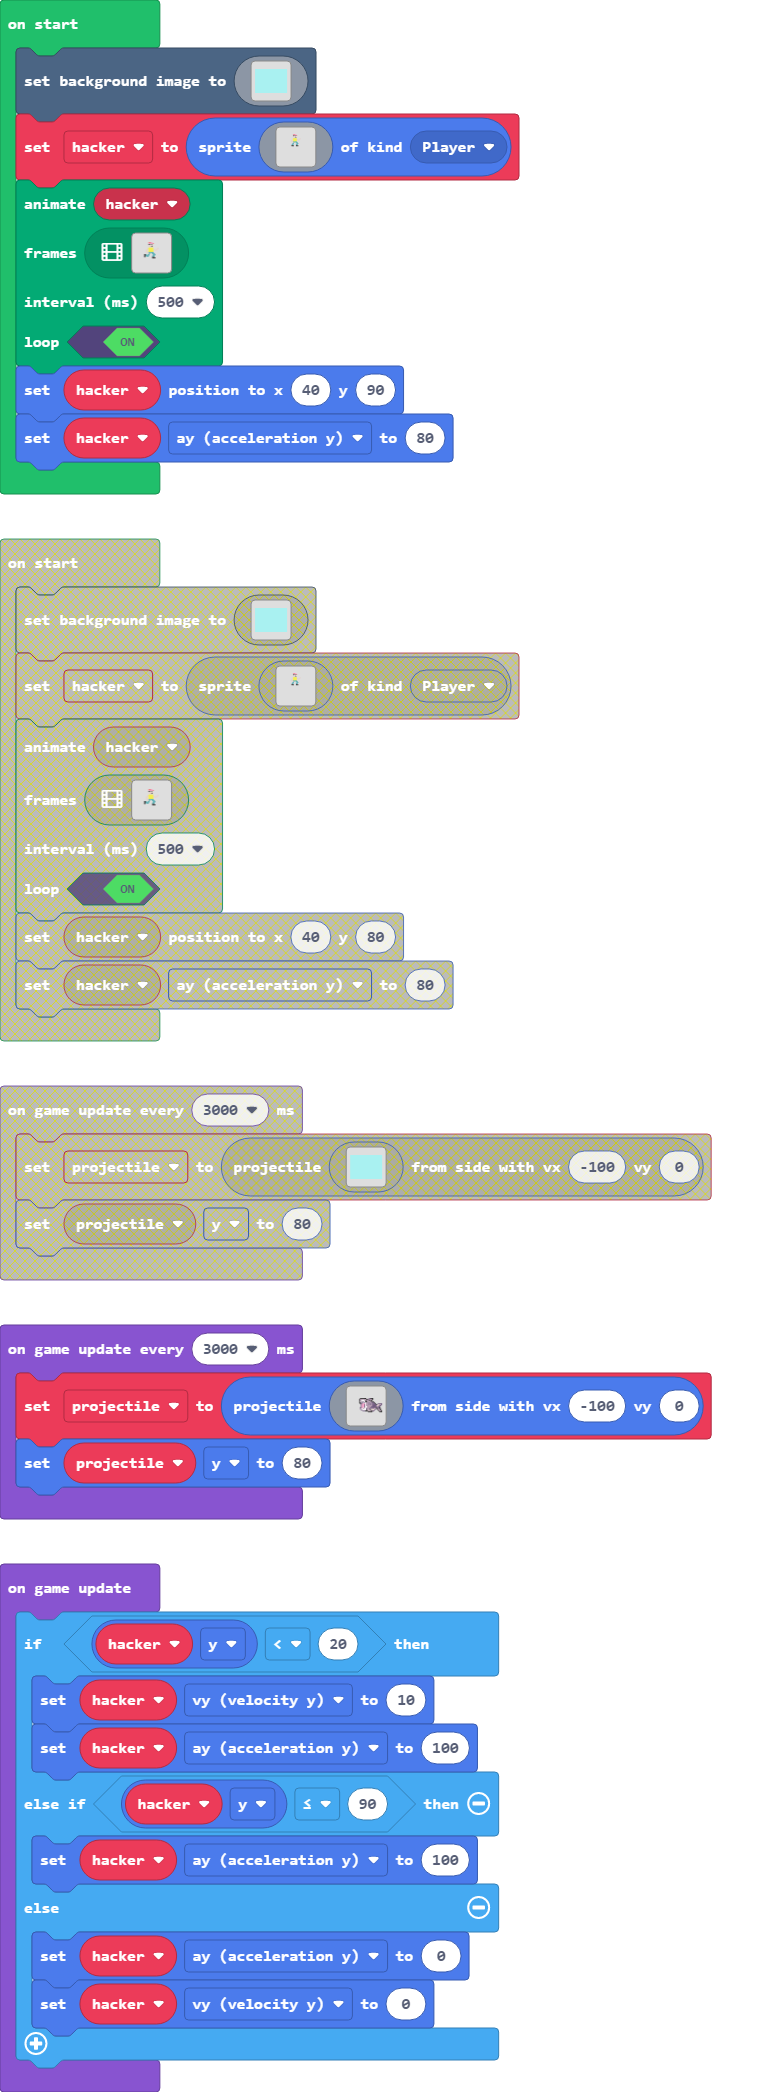 on start
set background image to
set hacker to sprite of kind Player
animate hacker
frames
interval (ms) 500
loop ON
set hacker position to x 40 y 90
set hacker ay (acceleration y) to 80
on start
set background image to
set hacker to sprite of kind Player
animate hacker
frames
interval (ms) 500
loop ON
set hacker position to x 40 y 80
set hacker ay (acceleration y) to 80
on game update every 3000 ms
set projectile to projectile from side with vx -100 vy 0
set projectile y to 80
on game update every 3000 ms
set projectile to projectile from side with vx -100 vy 0
set projectile y to 80
on game update
if hacker y < 20 then
set hacker vy (velocity y) to 10
set hacker ay (acceleration y) to 100
else if hacker y ≤ 90 then
set hacker ay (acceleration y) to 100
else
set hacker ay (acceleration y) to 0
set hacker vy (velocity y) to 0